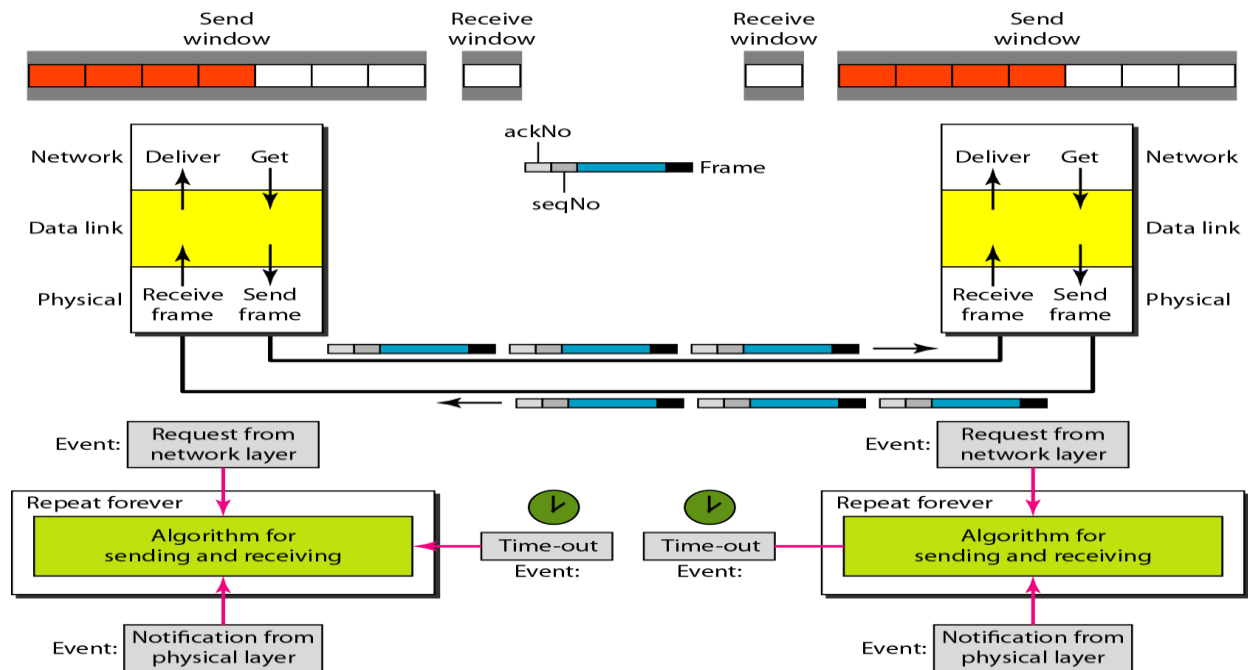 Send
window
Receive
window
Receive
window
Send
window
ackNo
Frame
seqNo
Network
Deliver
Get
Data link
Physical
Receive
frame
Send
frame
Deliver
Get
Network
Data link
Receive
frame
Send
frame
Physical
Event:
Request from
network layer
Repeat forever
Algorithm for
sending and receiving
Time-out
Event:
Event:
Notification from
physical layer
Event:
Request from
network layer
Time-out
Event:
Repeat forever
Algorithm for
sending and receiving
Event:
Notification from
physical layer